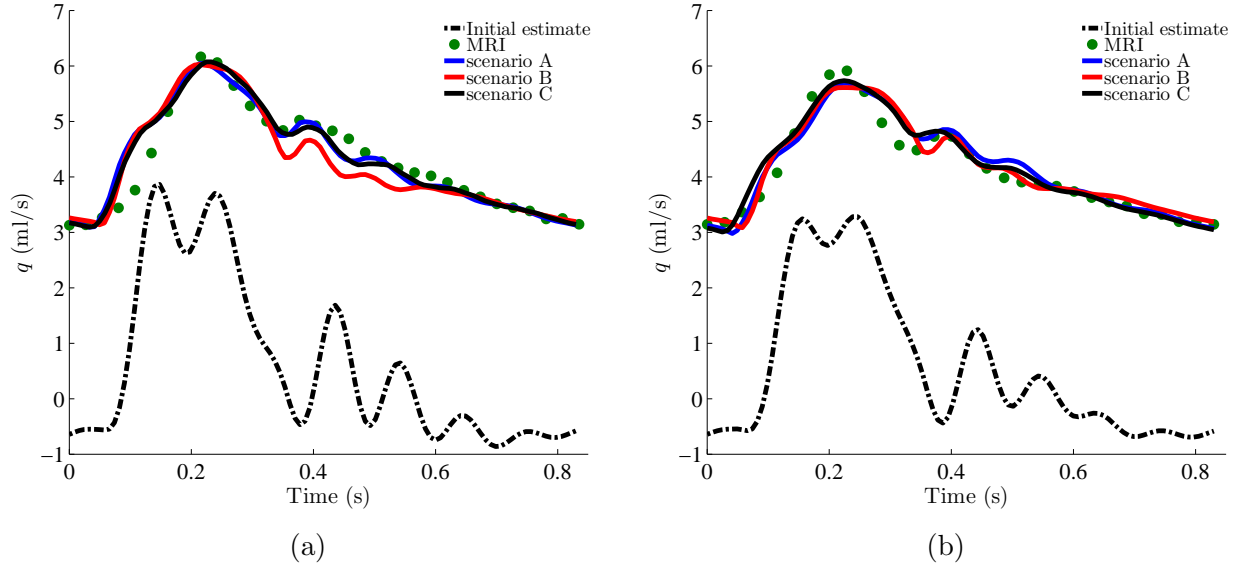 7
6
5
4
3
2
1
0
−1
q (ml/s)
0
0.2
0.4
0.6
0.8
Time (s)
Initial estimate
MRI
scenario A
scenario B
scenario C
(a)
7
6
5
4
3
2
1
0
−1
q (ml/s)
0
0.2
0.4
0.6
0.8
Time (s)
Initial estimate
MRI
scenario A
scenario B
scenario C
(b)